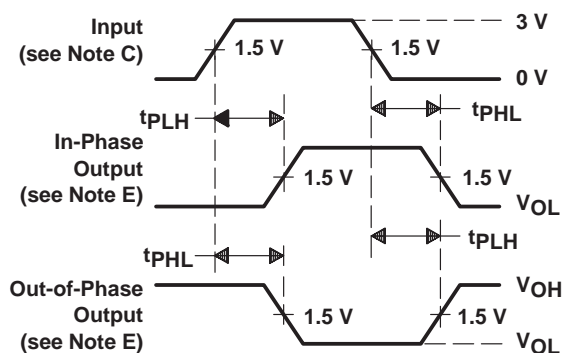 Input
(see Note C)
1.5 V
1.5 V
3 V
0 V
tPLH
tPHL
In-Phase
Output
(see Note E)
1.5 V
1.5 V
VOL
tPHL
tPLH
Out-of-Phase
Output
(see Note E)
1.5 V
1.5 V
VOH
VOL